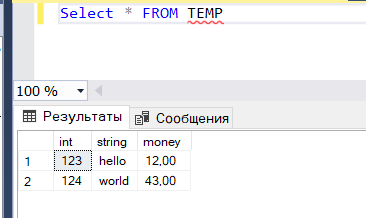 Select * FROM TEMP
100 %
Результаты Сообщения
int string money
1 123 hello 12,00
2 124 world 43,00